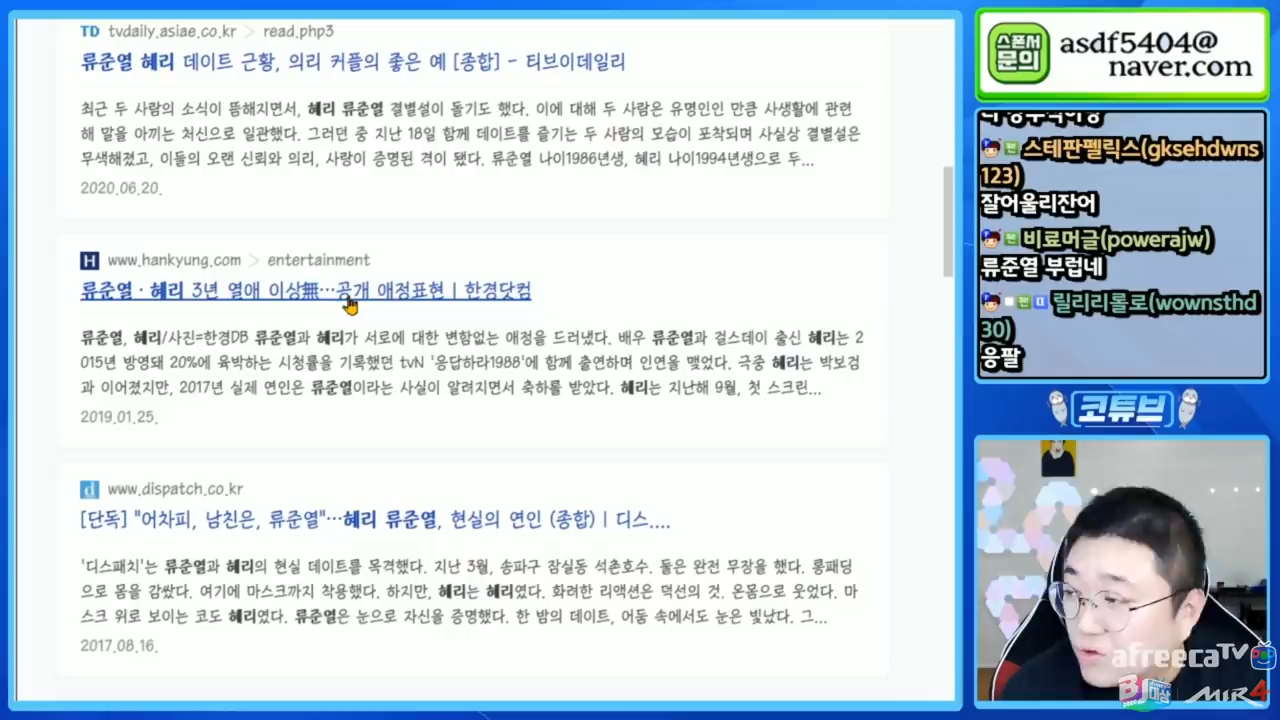 TD tvdaily.asiae.co.kr > read.php3
류준열 혜리 데이트 근황, 의리 커플의 좋은 예 [종합] - 티브이데일리
최근 두 사람의 소식이 뜸해지면서, 혜리 류준열 결별설이 돌기도 했다. 이에 대해 두 사람은 유명인인 만큼 사생활에 관련
해 말을 아끼는 처신으로 일관했다. 그러던 중 지난 18일 함께 데이트를 즐기는 두 사람의 모습이 포착되며 사실상 결별설은
무색해졌고, 이들의 오랜 신뢰와 의리, 사랑이 증명된 격이 됐다. 류준열 나이1986년생, 혜리 나이1994년생으로 두...
2020.06.20.
H www.hankyung.com > entertainment
류준열·혜리 3년 열애 이상無…공개 애정표현 | 한경닷컴
류준열, 혜리/사진=한경DB 류준열과 혜리가 서로에 대한 변함없는 애정을 드러냈다. 배우 류준열과 걸스데이 출신 혜리는 2
015년 방영돼 20%에 육박하는 시청률을 기록했던 tvN '응답하라1988'에 함께 출연하며 인연을 맺었다. 극중 혜리는 박보검
과 이어졌지만, 2017년 실제 연인은 류준열이라는 사실이 알려지면서 축하를 받았다. 혜리는 지난해 9월, 첫 스크린...
2019.01.25.
d www.dispatch.co.kr
[단독] "어차피, 남친은, 류준열"…혜리 류준열, 현실의 연인 (종합) | 디스....
'디스패치'는 류준열과 혜리의 현실 데이트를 목격했다. 지난 3월, 송파구 잠실동 석촌호수. 둘은 완전 무장을 했다. 롱패딩
으로 몸을 감쌌다. 여기에 마스크까지 착용했다. 하지만, 혜리는 혜리였다. 화려한 리액션은 덕선의 것. 온몸으로 웃었다. 마
스크 위로 보이는 코도 혜리였다. 류준열은 눈으로 자신을 증명했다. 한 밤의 데이트, 어둠 속에서도 눈은 빛났다. 그...
2017.08.16.
스폰서
문의
asdf5404@
naver.com
스테판펠릭스(gksehdwns
123)
잘어울리잖어
비료머글(powerajw)
류준열 부럽네
릴리리롤로(wownsthd
30)
응팔
코튜브
afreecaTV
BJ대상 | MIR4